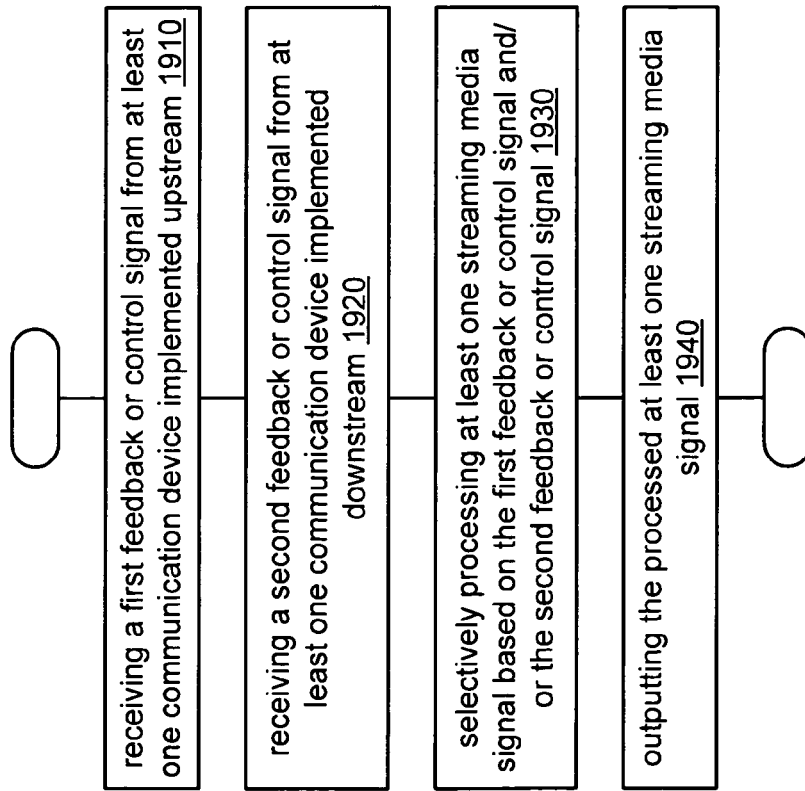 receiving a first feedback or control signal from at least
one communication device implemented upstream 1910
receiving a second feedback or control signal from at
least one communication device implemented
downstream 1920
selectively processing at least one streaming media
signal based on the first feedback or control signal and/
or the second feedback or control signal 1930
outputting the processed at least one streaming media
signal 1940